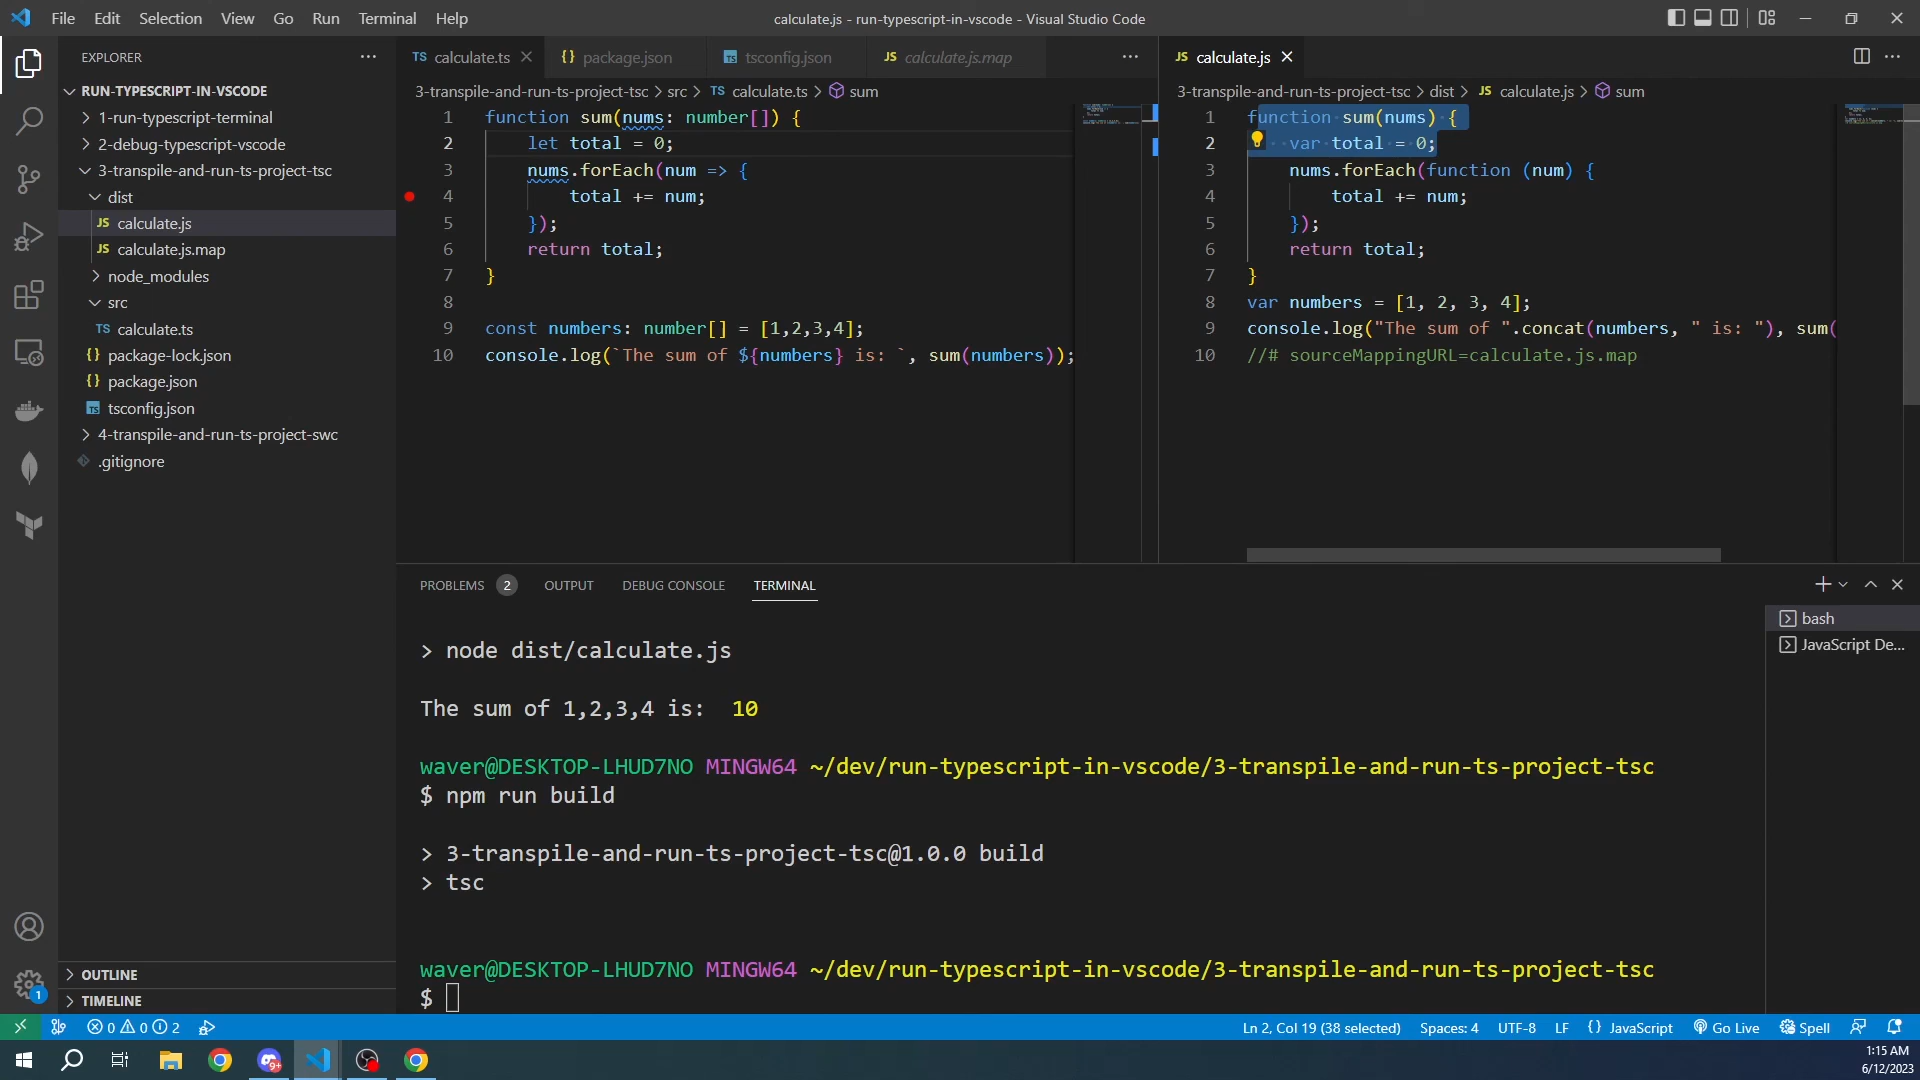 File Edit Selection View Go Run Terminal Help
calculate.js - run-typescript-in-vscode - Visual Studio Code
EXPLORER
RUN-TYPESCRIPT-IN-VSCODE
1-run-typescript-terminal
2-debug-typescript-vscode
3-transpile-and-run-ts-project-tsc
dist
JS calculate.js
JS calculate.js.map
node_modules
src
TS calculate.ts
{} package-lock.json
{} package.json
TS tsconfig.json
4-transpile-and-run-ts-project-swc
.gitignore
OUTLINE
TIMELINE
1
TS calculate.ts {} package.json TS tsconfig.json JS calculate.js.map
3-transpile-and-run-ts-project-tsc > src > TS calculate.ts > sum
1 function sum(nums: number[]) {
2 let total = 0;
3 nums.forEach(num => {
4 total += num;
5 });
6 return total;
7 }
8
9 const numbers: number[] = [1,2,3,4];
10 console.log(`The sum of ${numbers} is: `, sum(numbers));
JS calculate.js
3-transpile-and-run-ts-project-tsc > dist > JS calculate.js > sum
1 function sum(nums) {
2 var total = 0;
3 nums.forEach(function (num) {
4 total += num;
5 });
6 return total;
7 }
8 var numbers = [1, 2, 3, 4];
9 console.log("The sum of ".concat(numbers, " is: "), sum(
10 //# sourceMappingURL=calculate.js.map
PROBLEMS 2 OUTPUT DEBUG CONSOLE TERMINAL
> node dist/calculate.js
The sum of 1,2,3,4 is:  10
waver@DESKTOP-LHUD7NO MINGW64 ~/dev/run-typescript-in-vscode/3-transpile-and-run-ts-project-tsc
$ npm run build
> 3-transpile-and-run-ts-project-tsc@1.0.0 build
> tsc
waver@DESKTOP-LHUD7NO MINGW64 ~/dev/run-typescript-in-vscode/3-transpile-and-run-ts-project-tsc
$
bash
JavaScript De...
0 0 2
Ln 2, Col 19 (38 selected) Spaces: 4 UTF-8 LF {} JavaScript Go Live Spell
9+
1:15 AM
6/12/2023